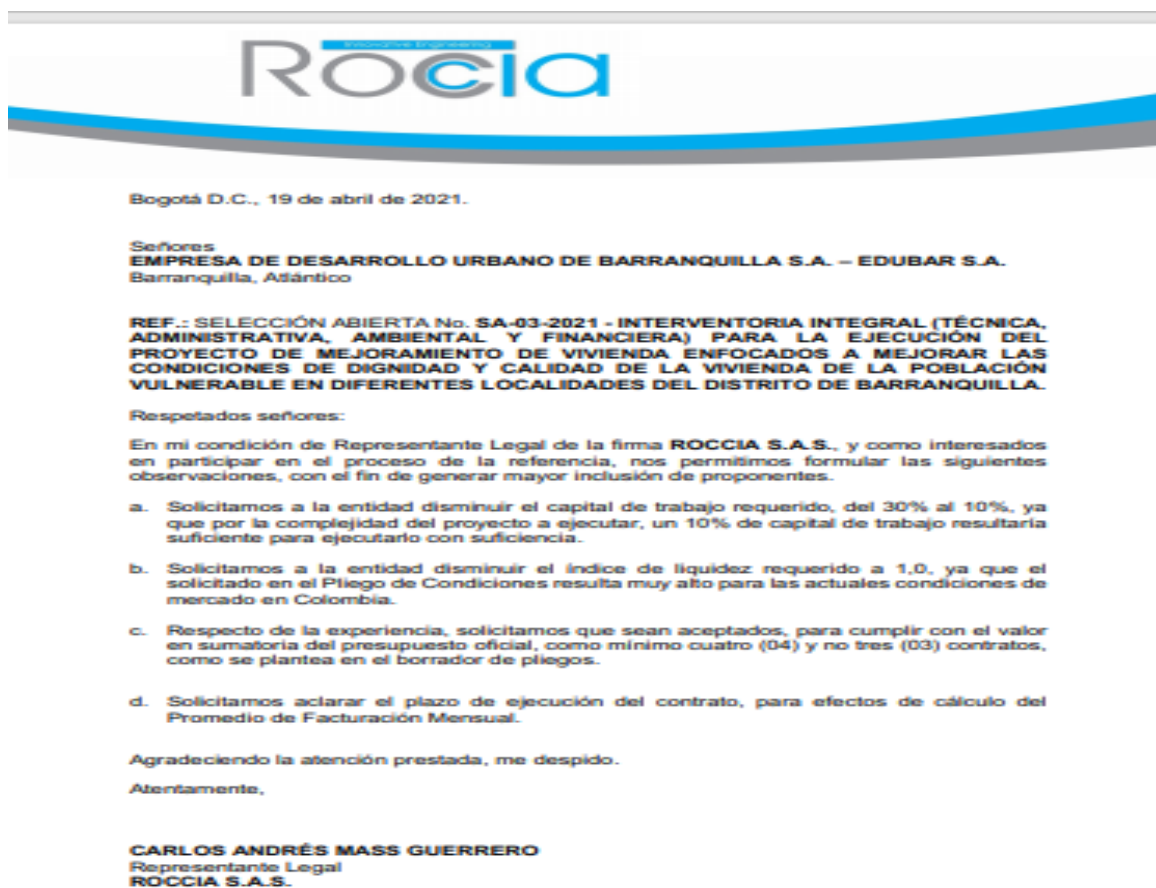 Innovative Engineering
Roccia
Bogotá D.C., 19 de abril de 2021.
Señores
EMPRESA DE DESARROLLO URBANO DE BARRANQUILLA S.A. – EDUBAR S.A.
Barranquilla, Atlántico
REF.: SELECCIÓN ABIERTA No. SA-03-2021 - INTERVENTORIA INTEGRAL (TÉCNICA,
ADMINISTRATIVA, AMBIENTAL Y FINANCIERA) PARA LA EJECUCIÓN DEL
PROYECTO DE MEJORAMIENTO DE VIVIENDA ENFOCADOS A MEJORAR LAS
CONDICIONES DE DIGNIDAD Y CALIDAD DE LA VIVIENDA DE LA POBLACIÓN
VULNERABLE EN DIFERENTES LOCALIDADES DEL DISTRITO DE BARRANQUILLA.
Respetados señores:
En mi condición de Representante Legal de la firma ROCCIA S.A.S., y como interesados
en participar en el proceso de la referencia, nos permitimos formular las siguientes
observaciones, con el fin de generar mayor inclusión de proponentes.
a. Solicitamos a la entidad disminuir el capital de trabajo requerido, del 30% al 10%, ya
que por la complejidad del proyecto a ejecutar, un 10% de capital de trabajo resultaría
suficiente para ejecutarlo con suficiencia.
b. Solicitamos a la entidad disminuir el índice de liquidez requerido a 1,0, ya que el
solicitado en el Pliego de Condiciones resulta muy alto para las actuales condiciones de
mercado en Colombia.
c. Respecto de la experiencia, solicitamos que sean aceptados, para cumplir con el valor
en sumatoria del presupuesto oficial, como mínimo cuatro (04) y no tres (03) contratos,
como se plantea en el borrador de pliegos.
d. Solicitamos aclarar el plazo de ejecución del contrato, para efectos de cálculo del
Promedio de Facturación Mensual.
Agradeciendo la atención prestada, me despido.
Atentamente,
CARLOS ANDRÉS MASS GUERRERO
Representante Legal
ROCCIA S.A.S.